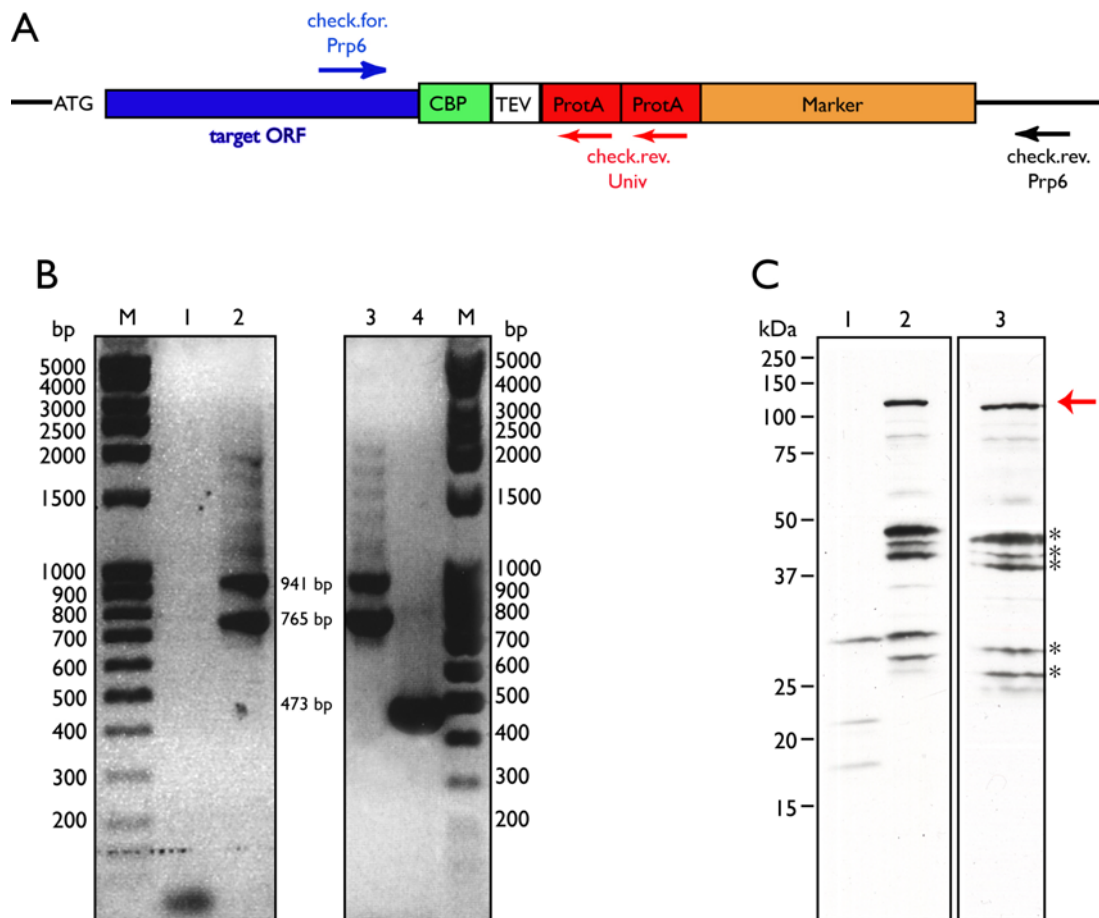 A
check.for.
Prp6
ATG
CBP
TEV
ProtA
ProtA
Marker
target ORF
check.rev.
Univ
check.rev.
Prp6
B
bp
M
1
2
5000
4000
3000
2500
2000
1500
1000
900
800
700
600
500
400
300
200
941 bp
765 bp
473 bp
3
4
M
bp
5000
4000
3000
2500
2000
1500
1000
900
800
700
600
500
400
300
200
C
kDa
1
2
3
250
150
100
75
50
37
25
20
15
*
*
*
*
*